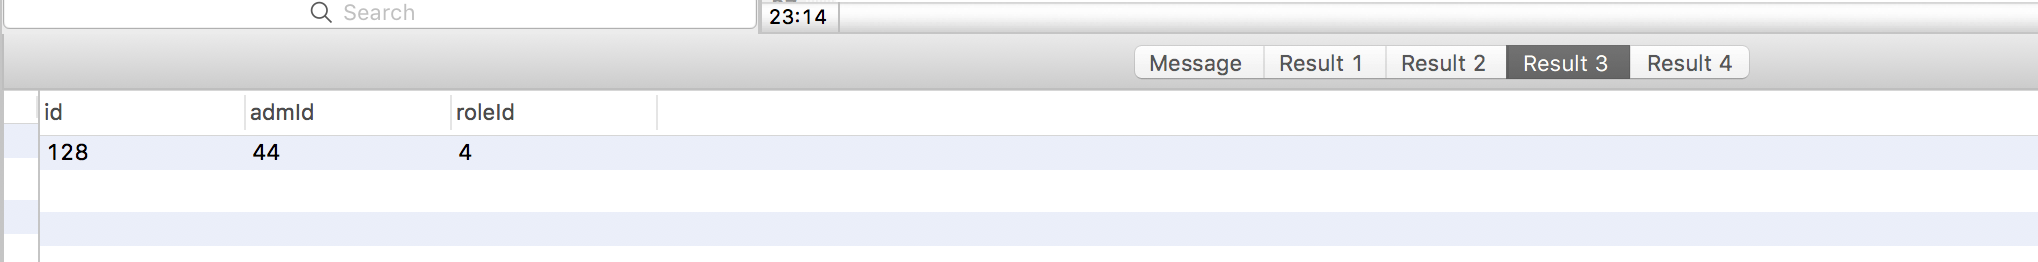 Search
23:14
Message Result 1 Result 2 Result 3 Result 4
id admId roleId
128 44 4